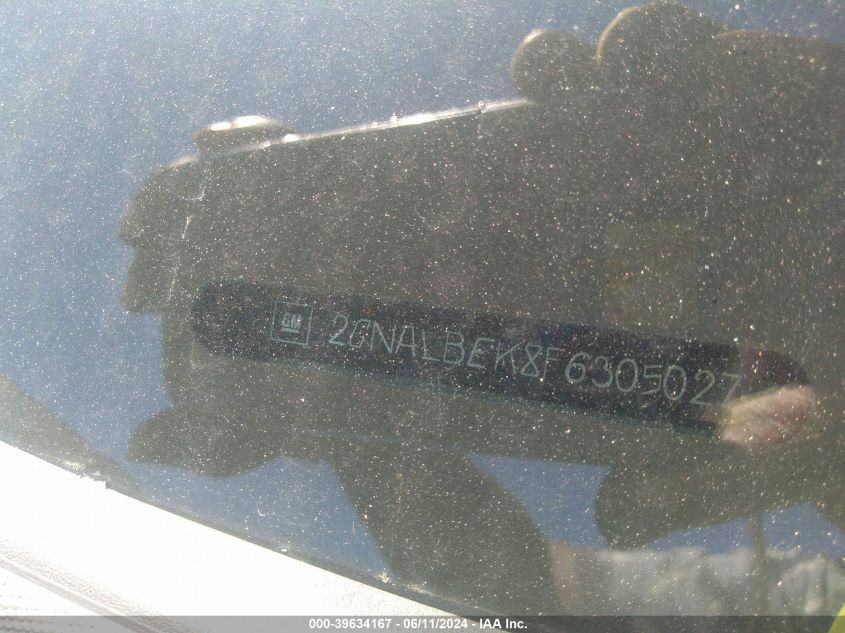 GM 2GNALBEK8F6305027
000-39634167 - 06/11/2024 - IAA Inc.